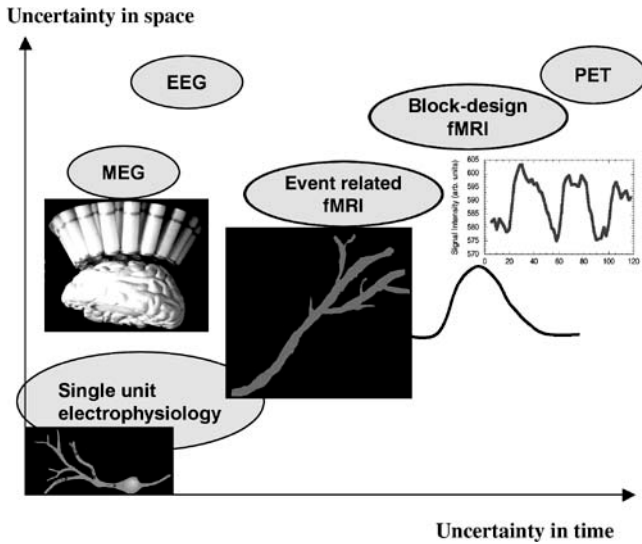 Uncertainty in space
EEG
PET
Block-design
fMRI
MEG
Event related
fMRI
Signal Intensity (arb. units)
605
600
595
590
585
580
575
570
0 20 40 60 80 100 120
Single unit
electrophysiology
Uncertainty in time